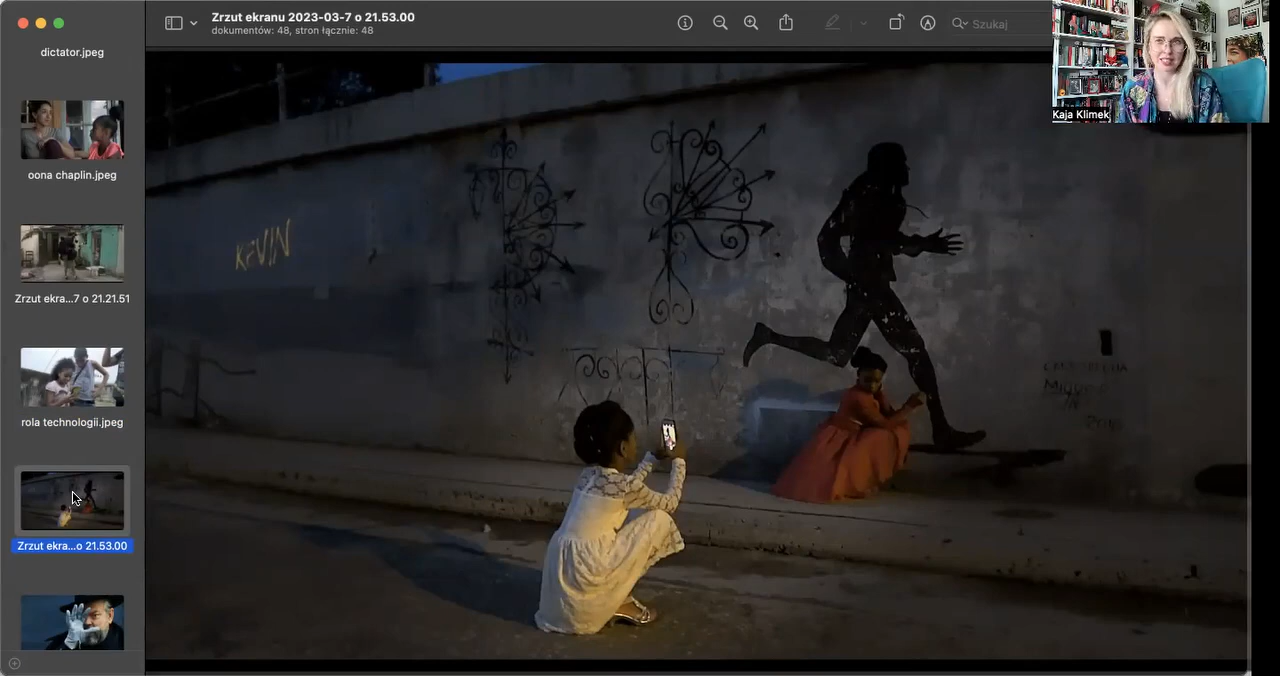 Zrzut ekranu 2023-03-7 o 21.53.00
dokumentów: 48, stron łącznie: 48
Szukaj
Kaja Klimek
dictator.jpeg
oona chaplin.jpeg
Zrzut ekra...7 o 21.21.51
rola technologii.jpeg
Zrzut ekra...o 21.53.00
KEVIN